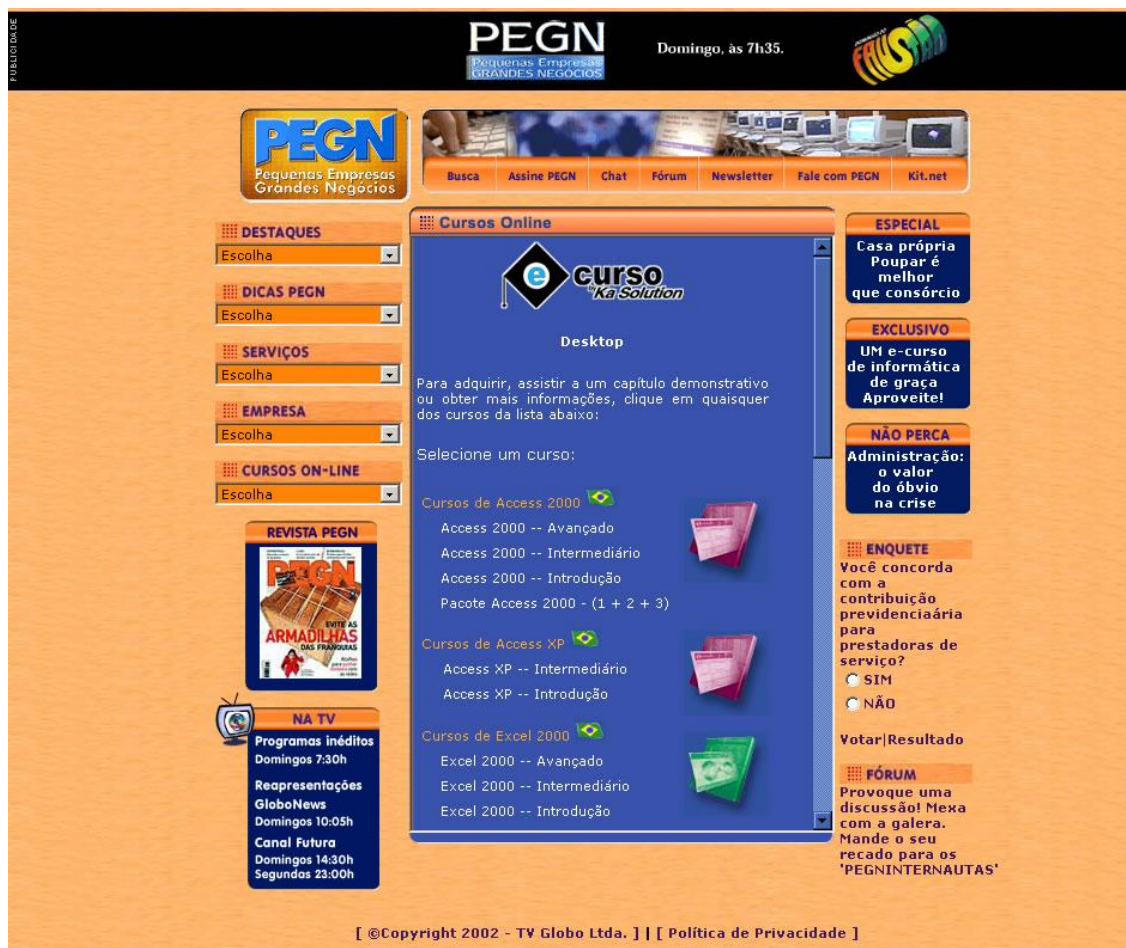 PUBLICIDADE
PEGN
Pequenas Empresas
GRANDES NEGÓCIOS
Domingo, às 7h35.
DOMINGÃO DO
FAUSTÃO
PEGN
Pequenas Empresas
Grandes Negócios
Busca
Assine PEGN
Chat
Fórum
Newsletter
Fale com PEGN
Kit.net
DESTAQUES
Escolha
DICAS PEGN
Escolha
SERVIÇOS
Escolha
EMPRESA
Escolha
CURSOS ON-LINE
Escolha
REVISTA PEGN
PEGN
EVITE AS
ARMADILHAS
DAS FRANQUIAS
NA TV
Programas inéditos
Domingos 7:30h
Reapresentações
GloboNews
Domingos 10:05h
Canal Futura
Domingos 14:30h
Segundas 23:00h
Cursos Online
e curso
by Ka Solution
Desktop
Para adquirir, assistir a um capítulo demonstrativo
ou obter mais informações, clique em quaisquer
dos cursos da lista abaixo:
Selecione um curso:
Cursos de Access 2000
Access 2000 -- Avançado
Access 2000 -- Intermediário
Access 2000 -- Introdução
Pacote Access 2000 - (1 + 2 + 3)
Cursos de Access XP
Access XP -- Intermediário
Access XP -- Introdução
Cursos de Excel 2000
Excel 2000 -- Avançado
Excel 2000 -- Intermediário
Excel 2000 -- Introdução
ESPECIAL
Casa própria
Poupar é
melhor
que consórcio
EXCLUSIVO
UM e-curso
de informática
de graça
Aproveite!
NÃO PERCA
Administração:
o valor
do óbvio
na crise
ENQUETE
Você concorda
com a
contribuição
previdenciaária
para
prestadoras de
serviço?
SIM
NÃO
Votar|Resultado
FÓRUM
Provoque uma
discussão! Mexa
com a galera.
Mande o seu
recado para os
'PEGNINTERNAUTAS'
[ ©Copyright 2002 - TV Globo Ltda. ] | [ Política de Privacidade ]